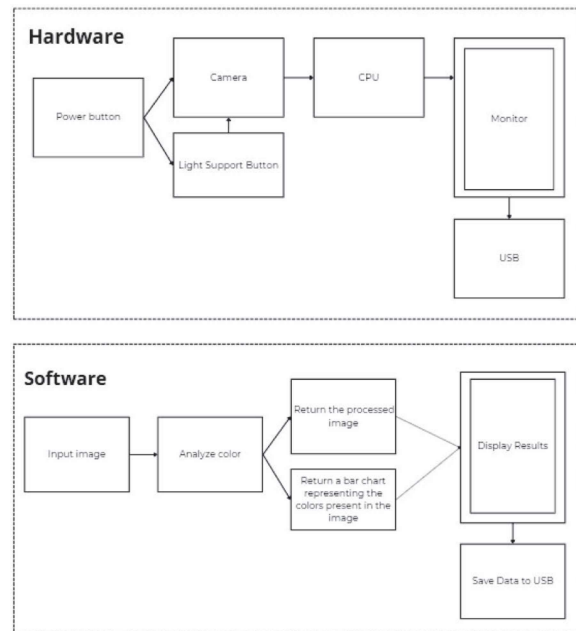 Hardware
Power button
Camera
Light Support Button
CPU
Monitor
USB
Software
Input image
Analyze color
Return the processed
image
Return a bar chart
representing the
colors present in the
image
Display Results
Save Data to USB